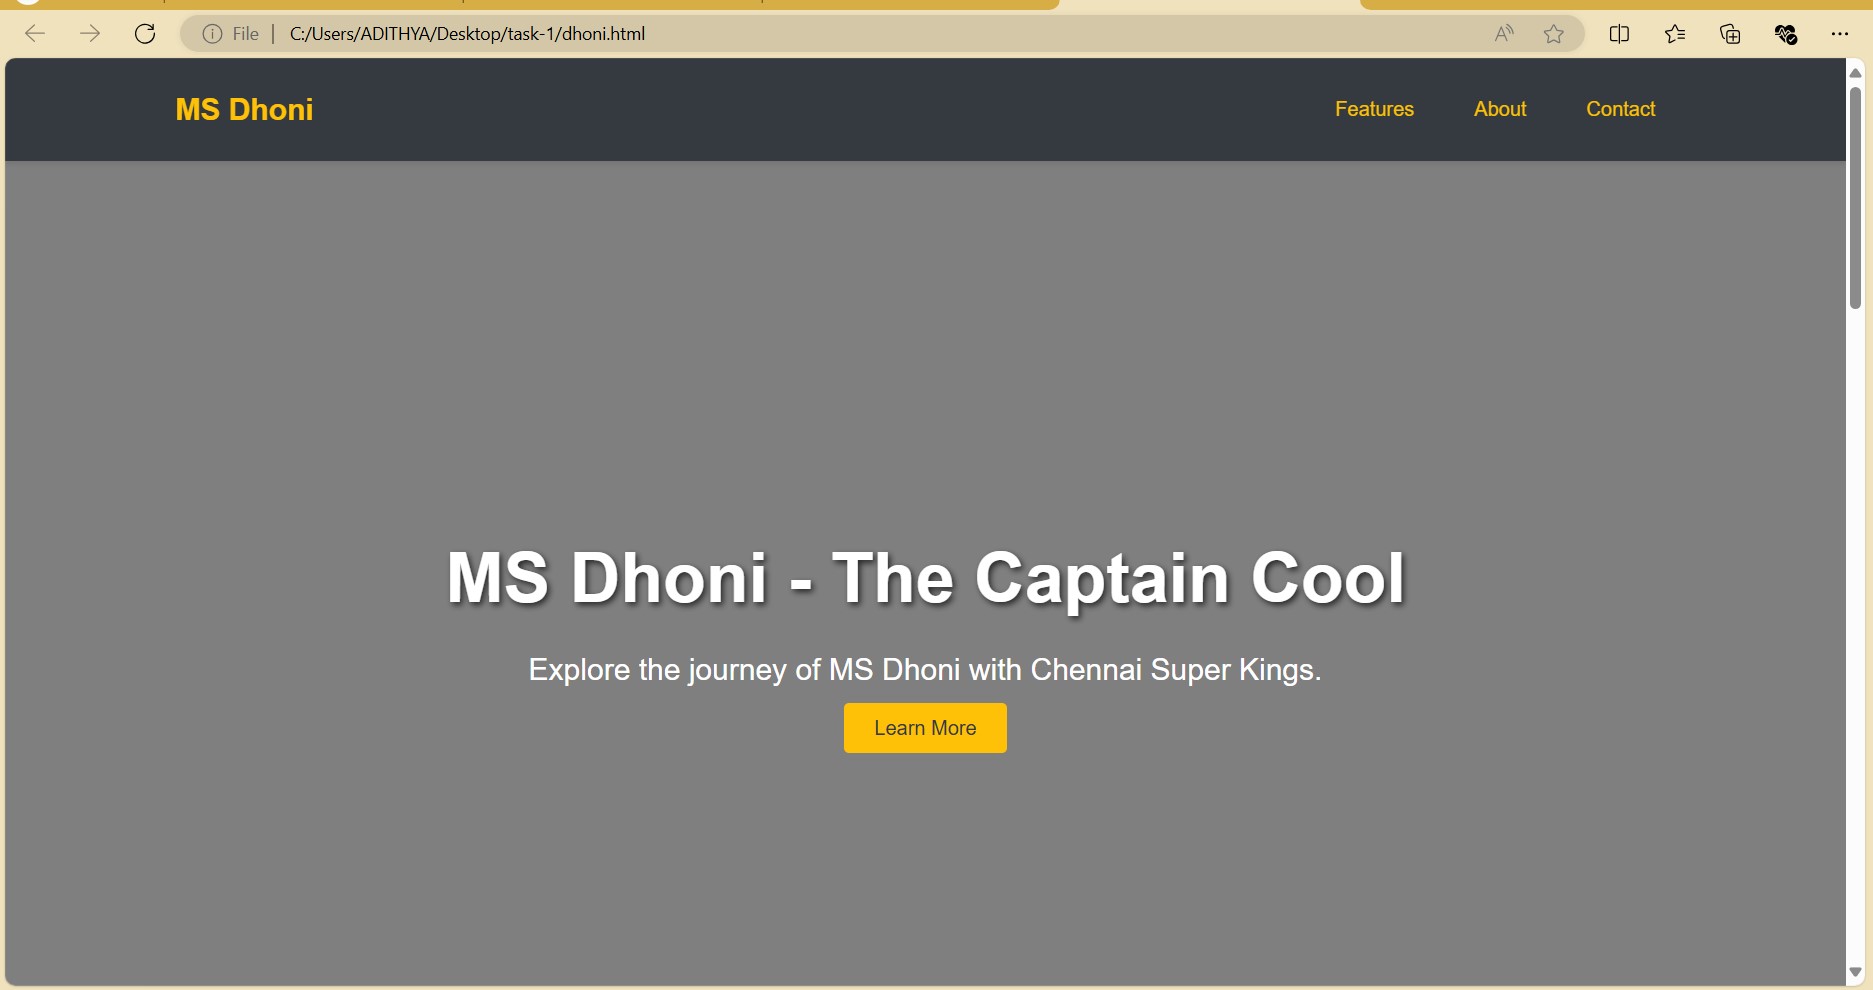 File | C:/Users/ADITHYA/Desktop/task-1/dhoni.html
MS Dhoni Features About Contact
MS Dhoni - The Captain Cool
Explore the journey of MS Dhoni with Chennai Super Kings.
Learn More